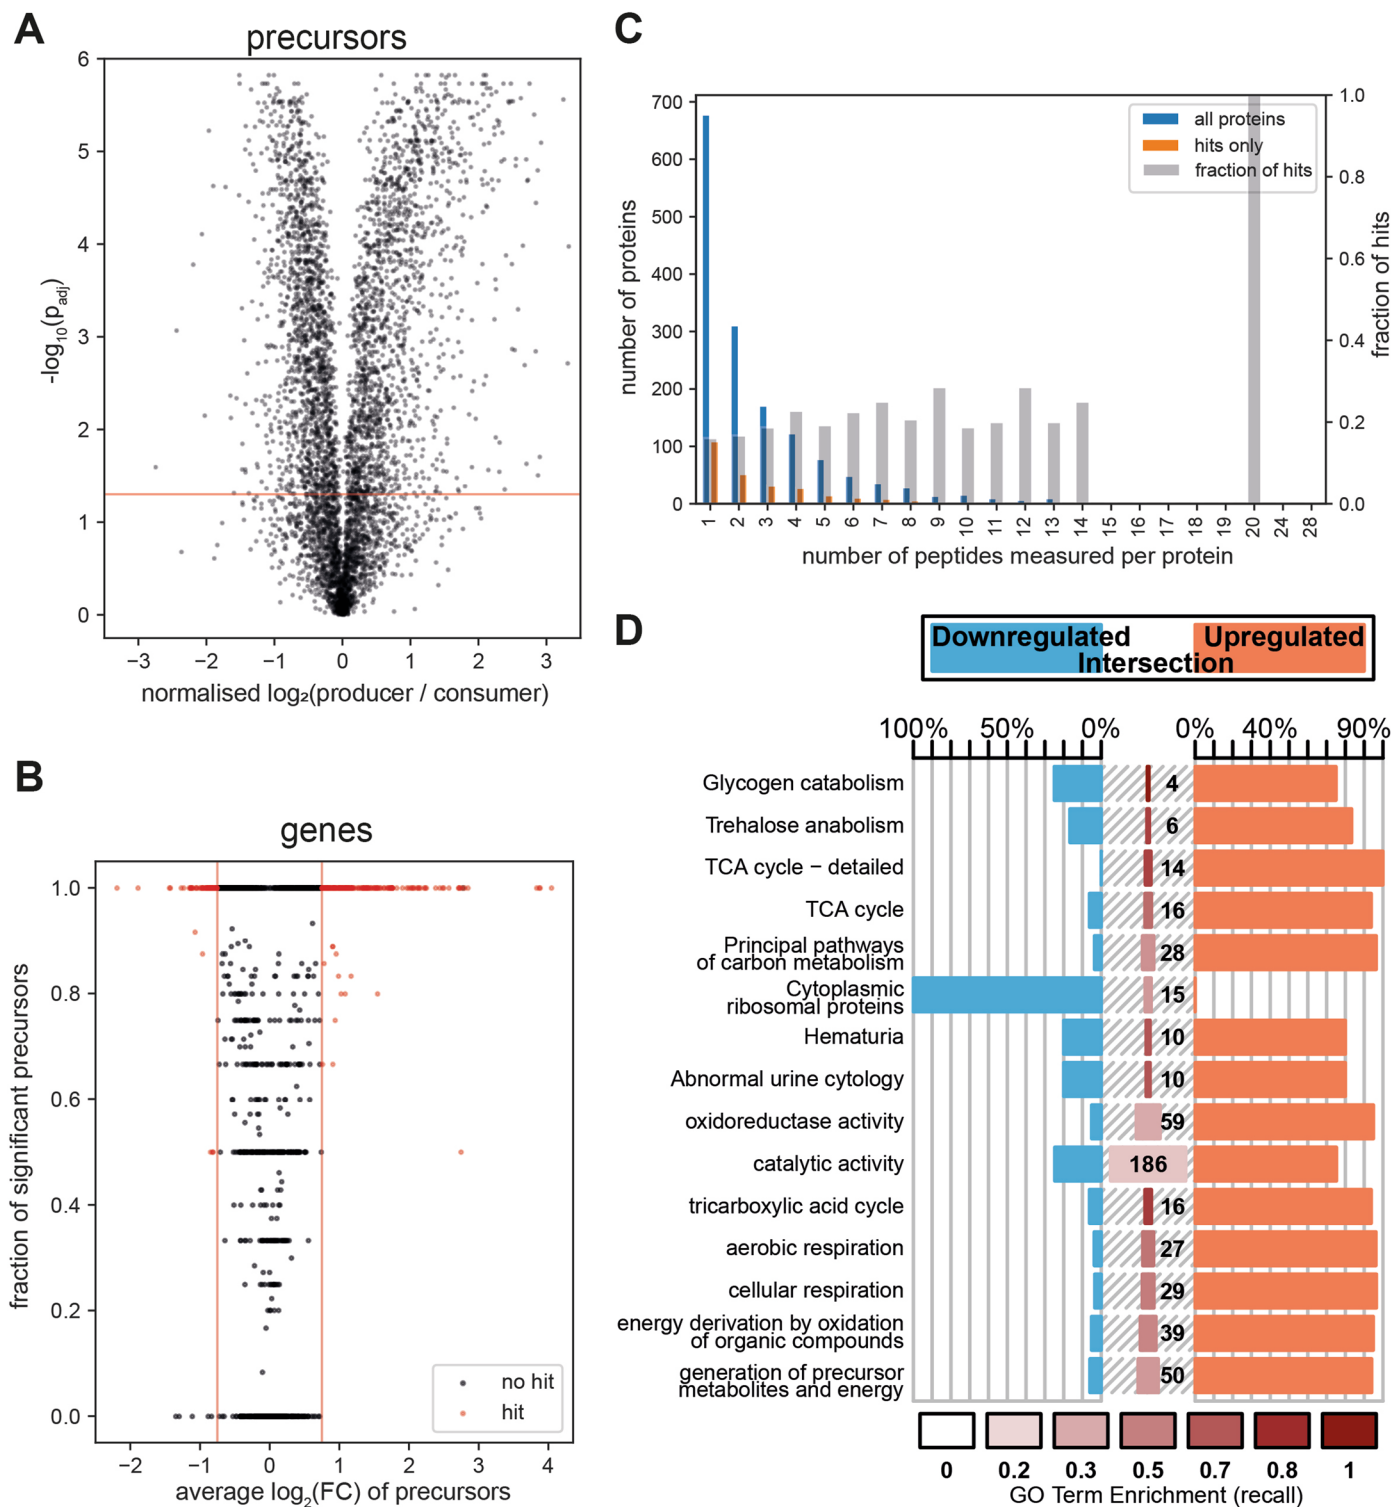 A
precursors
6
5
4
3
2
1
0
-log10(padj)
−3 −2 −1 0 1 2 3
normalised log₂(producer / consumer)
B
genes
1.0
0.8
0.6
0.4
0.2
0.0
fraction of significant precursors
no hit
hit
−2 −1 0 1 2 3 4
average log2(FC) of precursors
C
700
600
500
400
300
200
100
0
number of proteins
all proteins
hits only
fraction of hits
1.0
0.8
0.6
0.4
0.2
0.0
fraction of hits
1 2 3 4 5 6 7 8 9 10 11 12 13 14 15 16 17 18 19 20 24 28
number of peptides measured per protein
D
Downregulated Upregulated
Intersection
100% 50% 0% 0% 40% 90%
Glycogen catabolism 4
Trehalose anabolism 6
TCA cycle − detailed 14
TCA cycle 16
Principal pathways
of carbon metabolism 28
Cytoplasmic
ribosomal proteins 15
Hematuria 10
Abnormal urine cytology 10
oxidoreductase activity 59
catalytic activity 186
tricarboxylic acid cycle 16
aerobic respiration 27
cellular respiration 29
energy derivation by oxidation
of organic compounds 39
generation of precursor
metabolites and energy 50
0 0.2 0.3 0.5 0.7 0.8 1
GO Term Enrichment (recall)